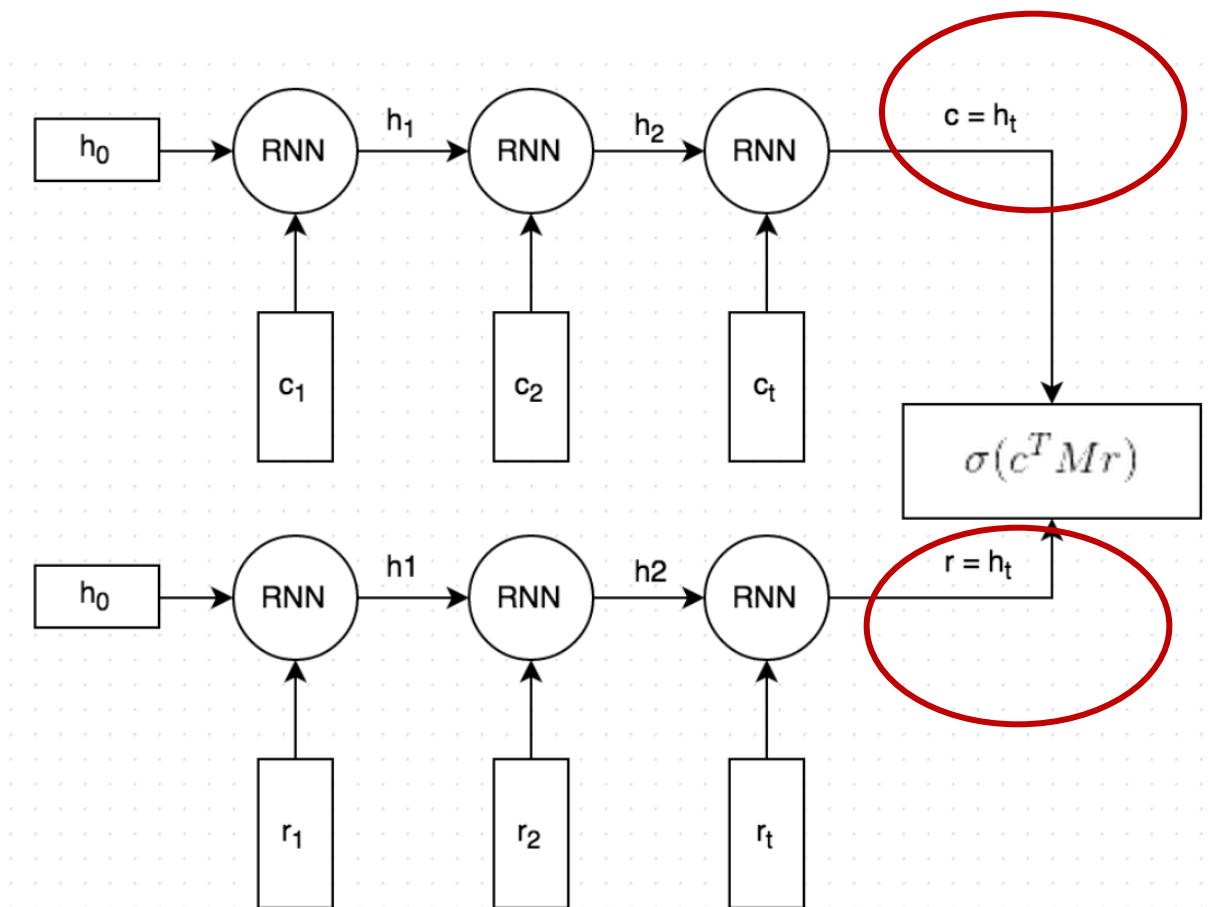 c = hₜ
h₀
RNN
h₁
RNN
h₂
RNN
c₁
c₂
cₜ
σ(cᵀMr)
h₀
RNN
h1
RNN
h2
RNN
r = hₜ
r₁
r₂
rₜ